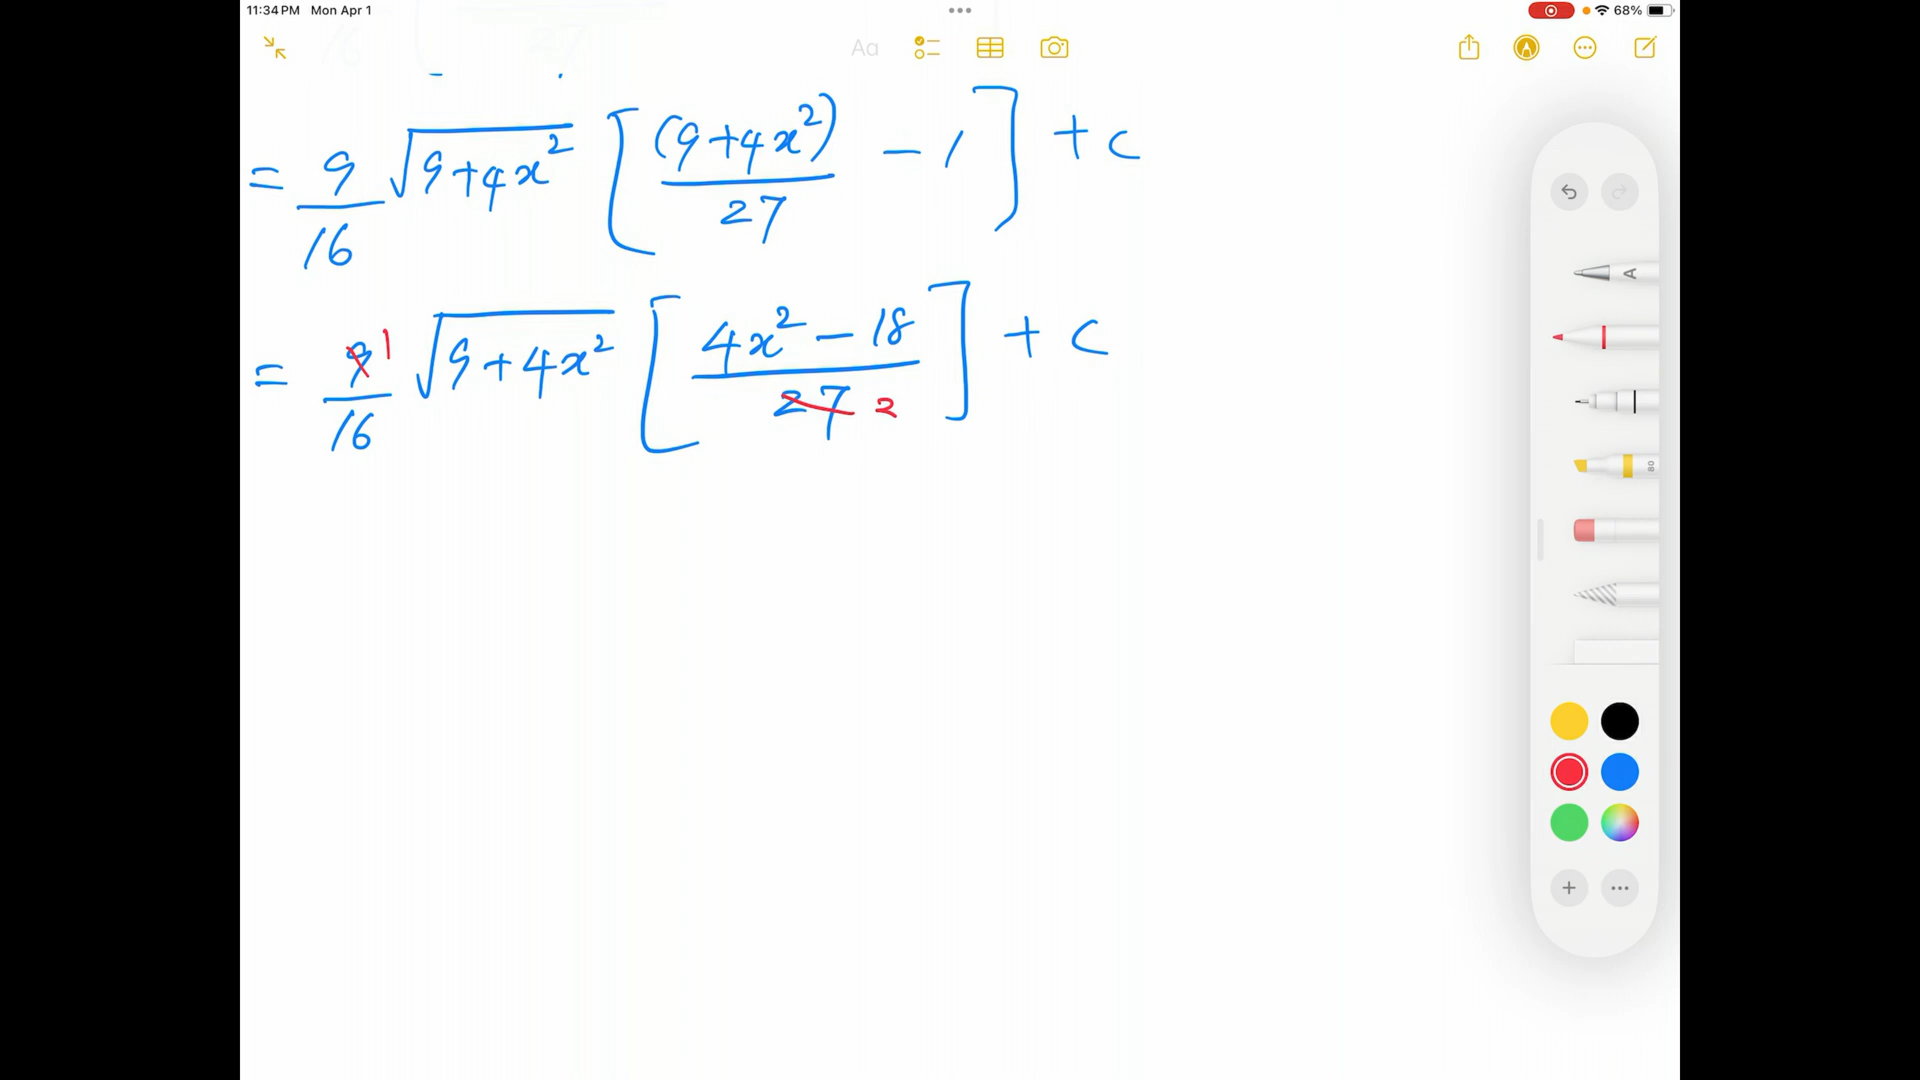 11:34 PM Mon Apr 1 68%
Aa
= 9/16 √(9+4x²) [(9+4x²)/27 - 1] + c
= 9 1/16 √(9+4x²) [(4x² - 18)/27 2] + c
A
80